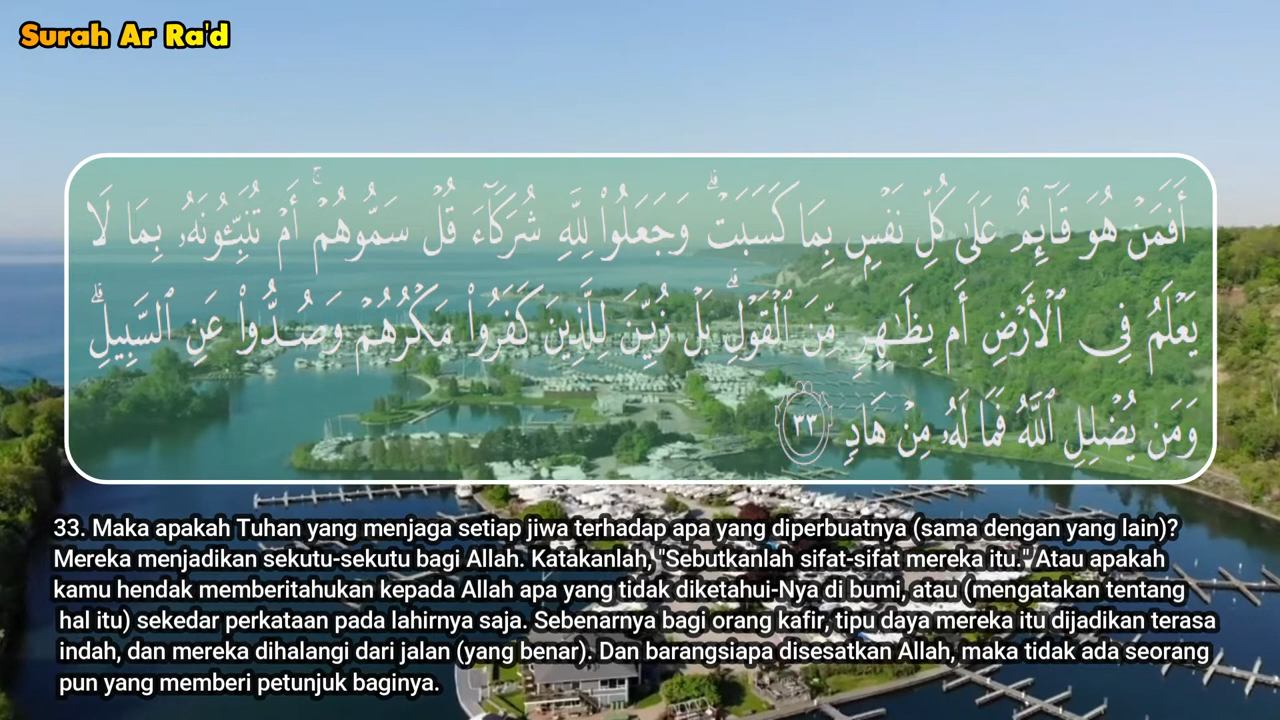 Surah Ar Ra'd
أَفَمَنْ هُوَ قَآئِمٌ عَلَىٰ كُلِّ نَفْسٍۭ بِمَا كَسَبَتْ ۗ وَجَعَلُوا۟ لِلَّهِ شُرَكَآءَ قُلْ سَمُّوهُمْ ۚ أَمْ تُنَبِّـُٔونَهُۥ بِمَا لَا
يَعْلَمُ فِى ٱلْأَرْضِ أَم بِظَـٰهِرٍ مِّنَ ٱلْقَوْلِ ۗ بَلْ زُيِّنَ لِلَّذِينَ كَفَرُوا۟ مَكْرُهُمْ وَصُدُّوا۟ عَنِ ٱلسَّبِيلِ ۗ
وَمَن يُضْلِلِ ٱللَّهُ فَمَا لَهُۥ مِنْ هَادٍ ٣٣
33. Maka apakah Tuhan yang menjaga setiap jiwa terhadap apa yang diperbuatnya (sama dengan yang lain)?
Mereka menjadikan sekutu-sekutu bagi Allah. Katakanlah, "Sebutkanlah sifat-sifat mereka itu." Atau apakah
kamu hendak memberitahukan kepada Allah apa yang tidak diketahui-Nya di bumi, atau (mengatakan tentang
hal itu) sekedar perkataan pada lahirnya saja. Sebenarnya bagi orang kafir, tipu daya mereka itu dijadikan terasa
indah, dan mereka dihalangi dari jalan (yang benar). Dan barangsiapa disesatkan Allah, maka tidak ada seorang
pun yang memberi petunjuk baginya.